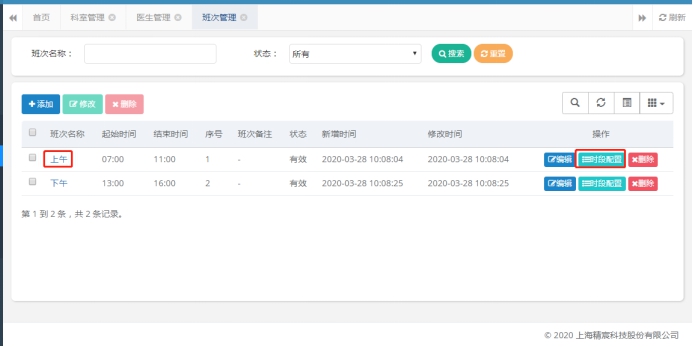 首页 科室管理 医生管理 班次管理 刷新
班次名称： 状态： 所有 搜索 重置
添加 修改 删除
班次名称 起始时间 结束时间 序号 班次备注 状态 新增时间 修改时间 操作
上午 07:00 11:00 1 - 有效 2020-03-28 10:08:04 2020-03-28 10:08:04 编辑 时段配置 删除
下午 13:00 16:00 2 - 有效 2020-03-28 10:08:25 2020-03-28 10:08:25 编辑 时段配置 删除
第 1 到 2 条，共 2 条记录。
© 2020 上海精宸科技股份有限公司